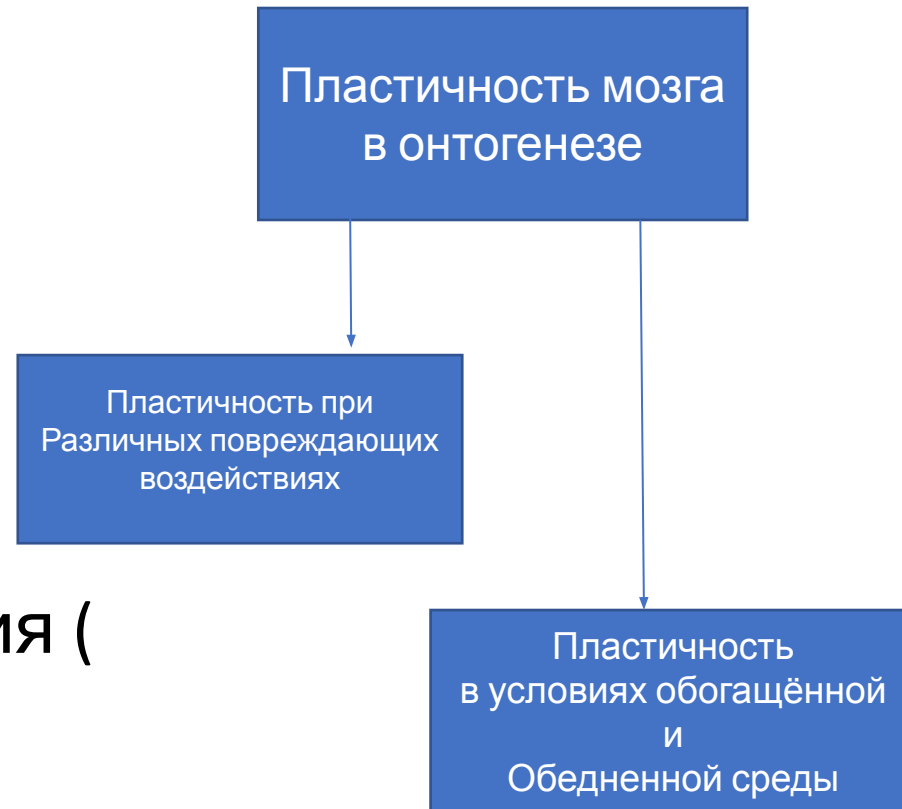 Пластичность мозга
в онтогенезе
Пластичность при
Различных повреждающих
воздействиях
ия (
Пластичность
в условиях обогащённой
и
Обедненной среды